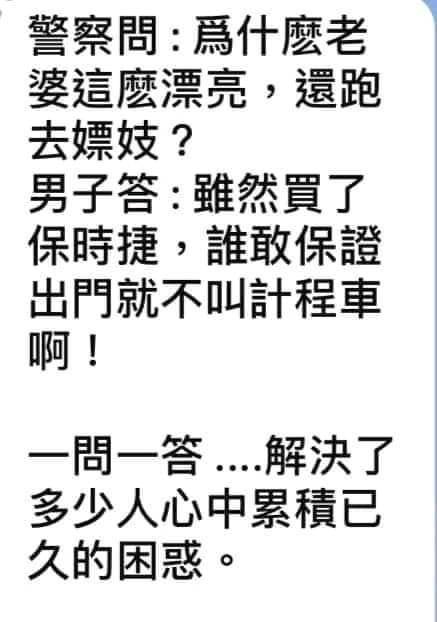 警察問:爲什麽老
婆這麽漂亮,還跑
去嫖妓?
男子答:雖然買了
保時捷,誰敢保證
出門就不叫計程車
啊!
一問一答....解決了
多少人心中累積已
久的困惑。